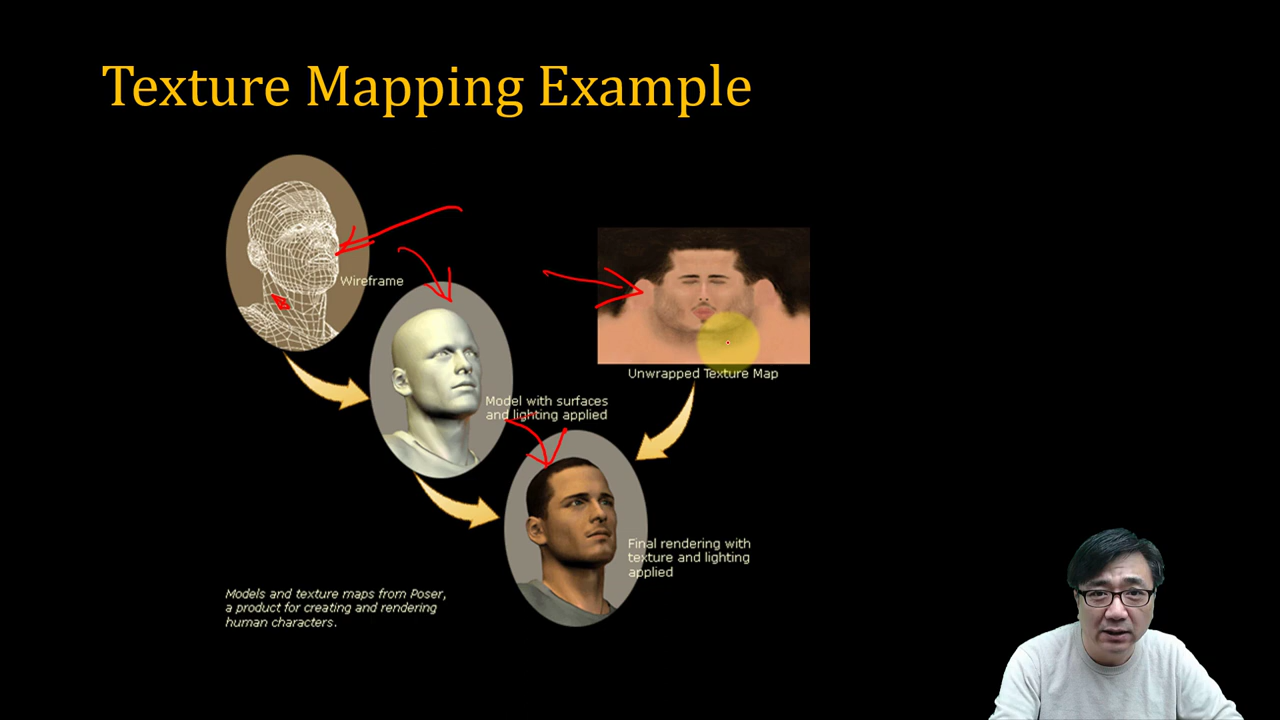 Texture Mapping Example
Wireframe
Unwrapped Texture Map
Model with surfaces
and lighting applied
Final rendering with
texture and lighting
applied
Models and texture maps from Poser,
a product for creating and rendering
human characters.